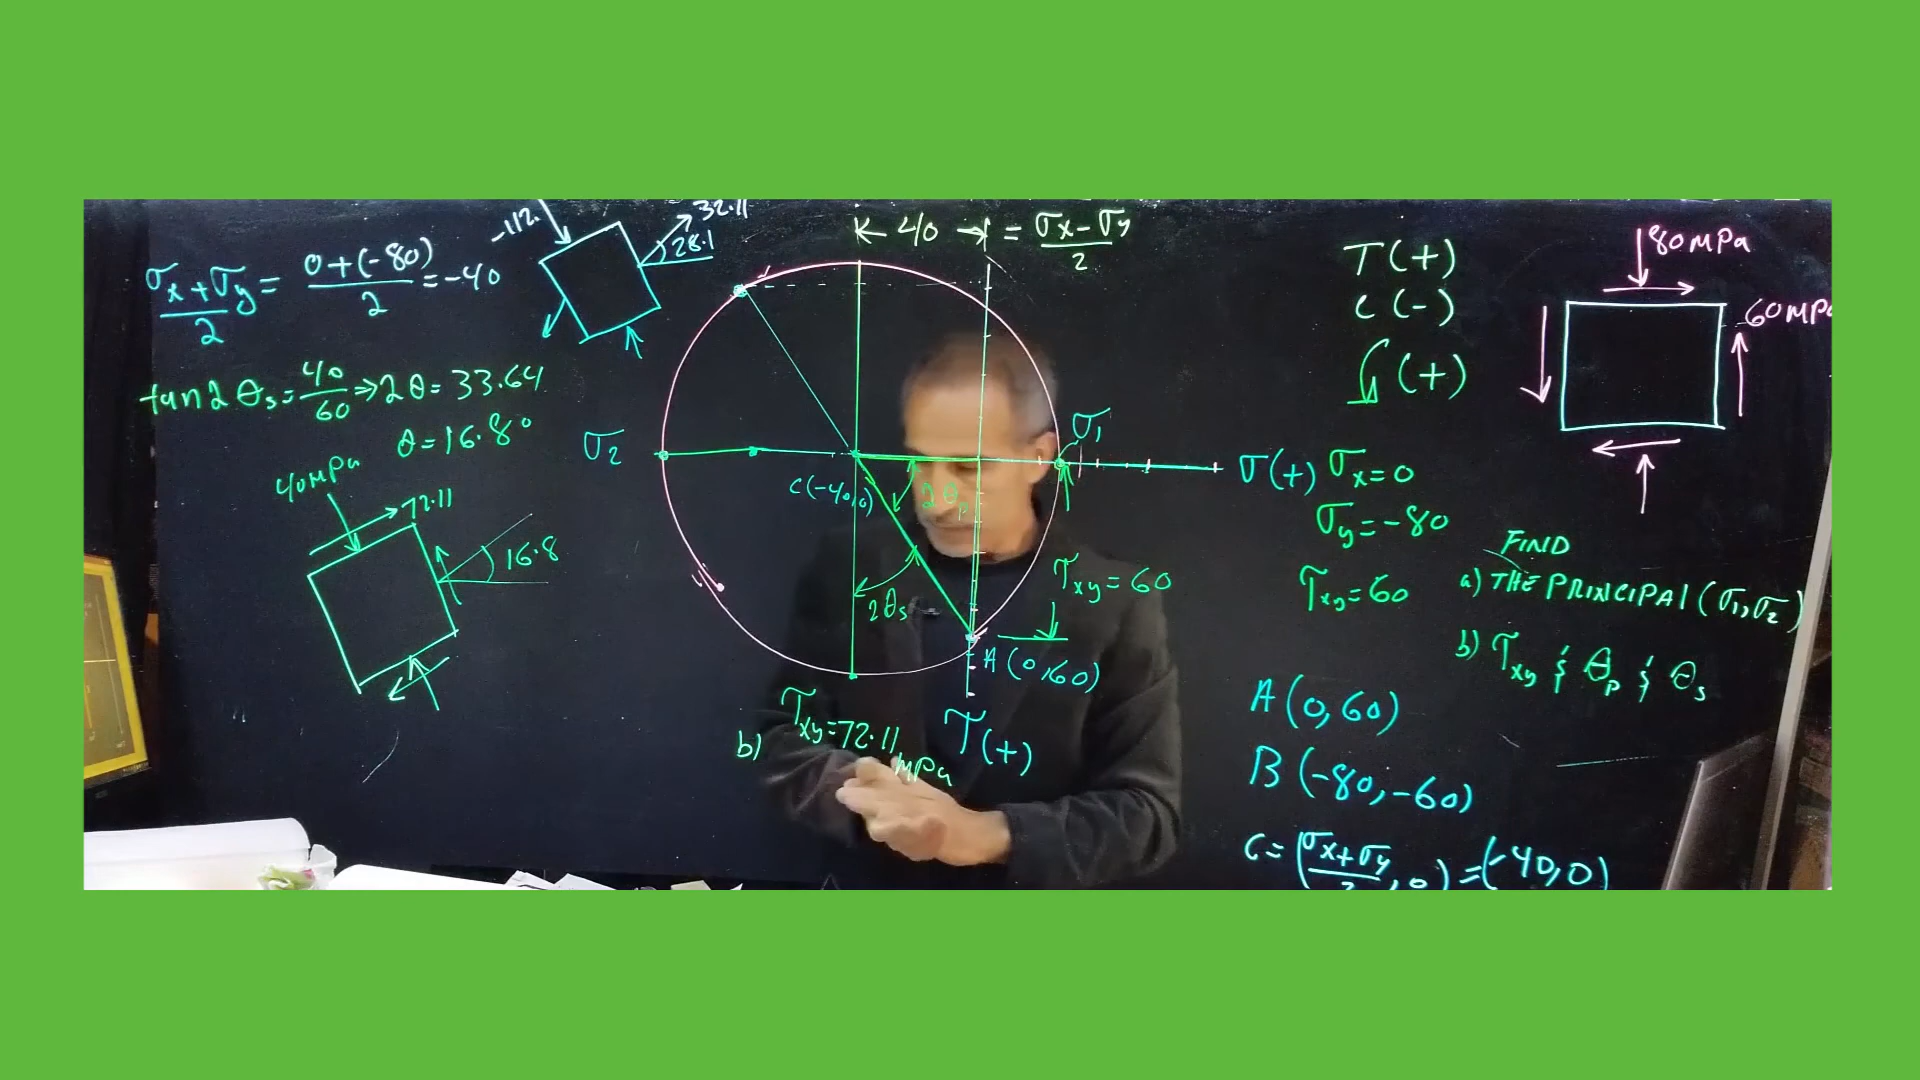 σx+σy/2 = 0+(-80)/2 = -40
-112.
32.11
28.1
K 40 → = σx-σy/2
T(+)
C(-)
(+)
80MPa
60MPa
tan2θs = 40/60 ⇒ 2θ = 33.64
θ = 16.8°
40MPa
72.11
16.8
σ2
σ1
C(-40,0)
2θp
2θs
σ(+)
σx=0
σy=-80
τxy=60
τxy=60
A(0,60)
τ(+)
b) τxy=72.11
MPa
FIND
a) THE PRINCIPAl (σ1,σ2)
b) τxy & θp & θs
A(0,60)
B(-80,-60)
C=(σx+σy/2,0)=(-40,0)